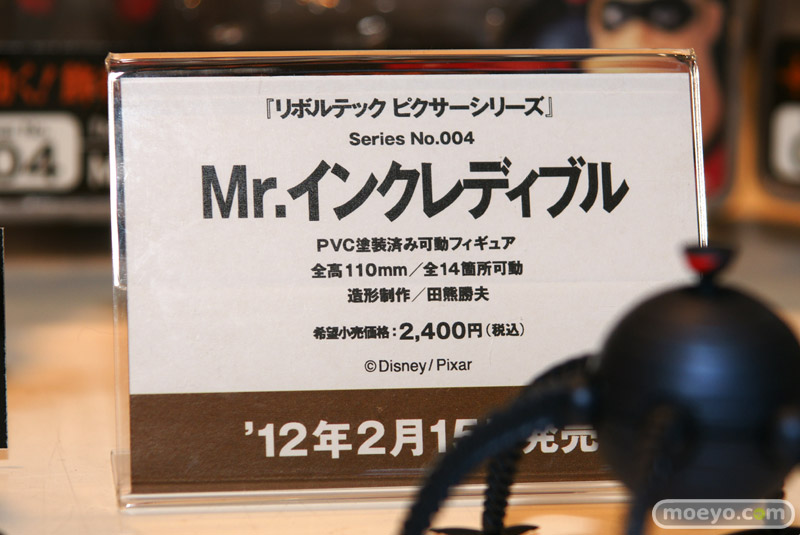 『リボルテック ピクサーシリーズ』
Series No.004
Mr.インクレディブル
PVC塗装済み可動フィギュア
全高110mm/全14箇所可動
造形制作/田熊勝夫
希望小売価格:2,400円(税込)
©Disney/Pixar
'12年2月15日発売
04
moeyo.com